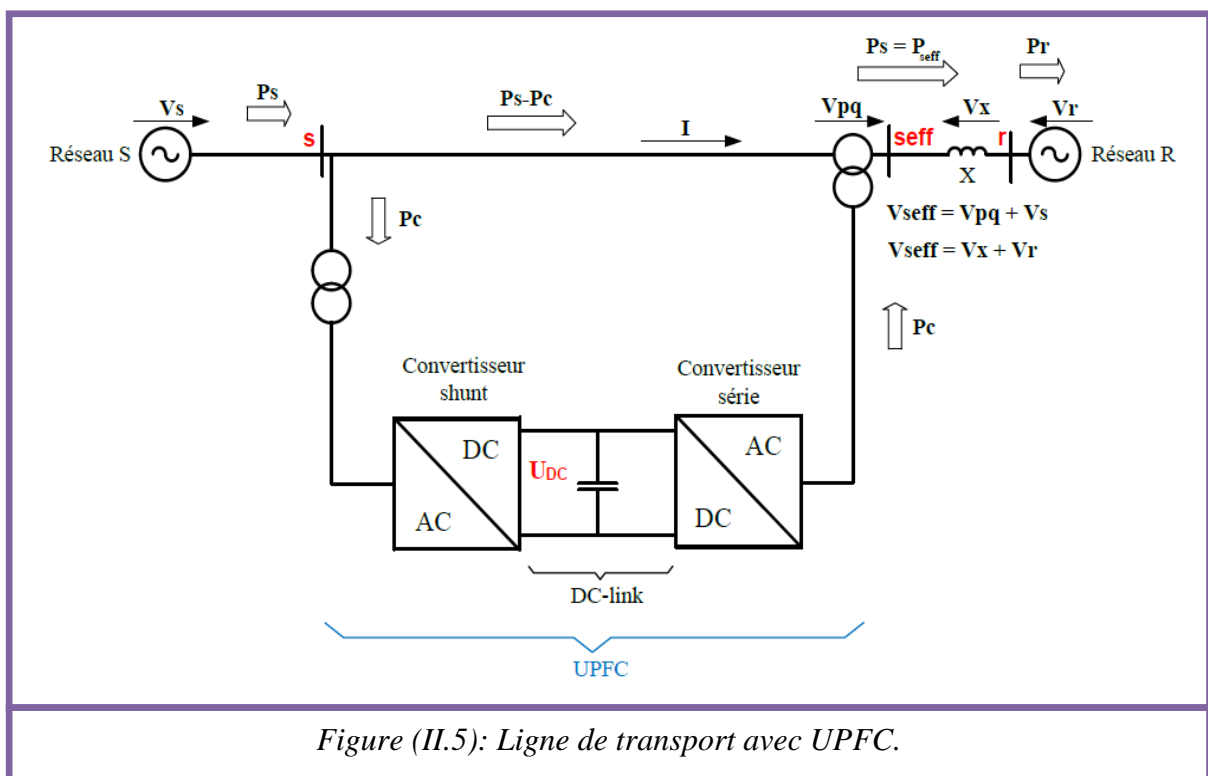 Ps = Pseff
Pr
Vs
Ps
Ps-Pc
Vpq
Vx
Vr
I
s
seff
r
Réseau S
Réseau R
X
Vseff = Vpq + Vs
Vseff = Vx + Vr
Pc
Pc
Convertisseur
shunt
Convertisseur
série
DC
AC
UDC
AC
DC
DC-link
UPFC
Figure (II.5): Ligne de transport avec UPFC.